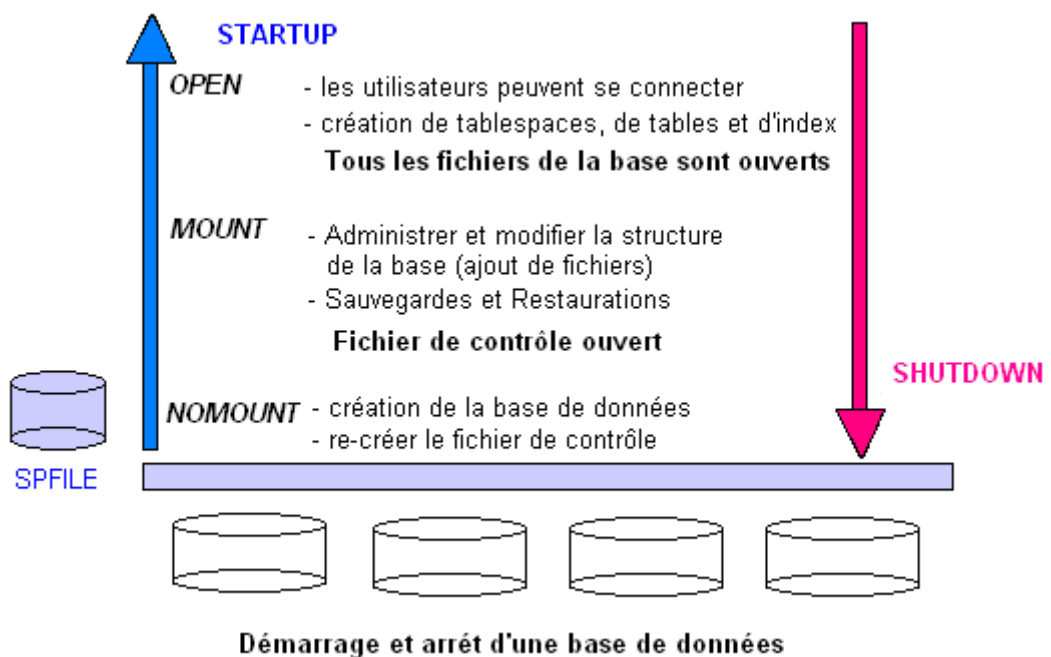 STARTUP
OPEN - les utilisateurs peuvent se connecter
- création de tablespaces, de tables et d'index
Tous les fichiers de la base sont ouverts
MOUNT - Administrer et modifier la structure
de la base (ajout de fichiers)
- Sauvegardes et Restaurations
Fichier de contrôle ouvert
SHUTDOWN
NOMOUNT - création de la base de données
- re-créer le fichier de contrôle
SPFILE
Démarrage et arrét d'une base de données